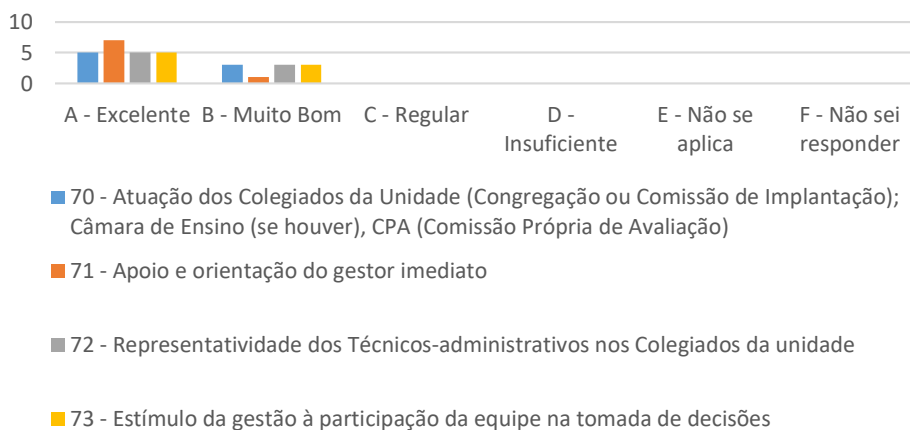 10
5
0
A - Excelente
B - Muito Bom
C - Regular
D -
Insuficiente
E - Não se
aplica
F - Não sei
responder
70 - Atuação dos Colegiados da Unidade (Congregação ou Comissão de Implantação);
Câmara de Ensino (se houver), CPA (Comissão Própria de Avaliação)
71 - Apoio e orientação do gestor imediato
72 - Representatividade dos Técnicos-administrativos nos Colegiados da unidade
73 - Estímulo da gestão à participação da equipe na tomada de decisões